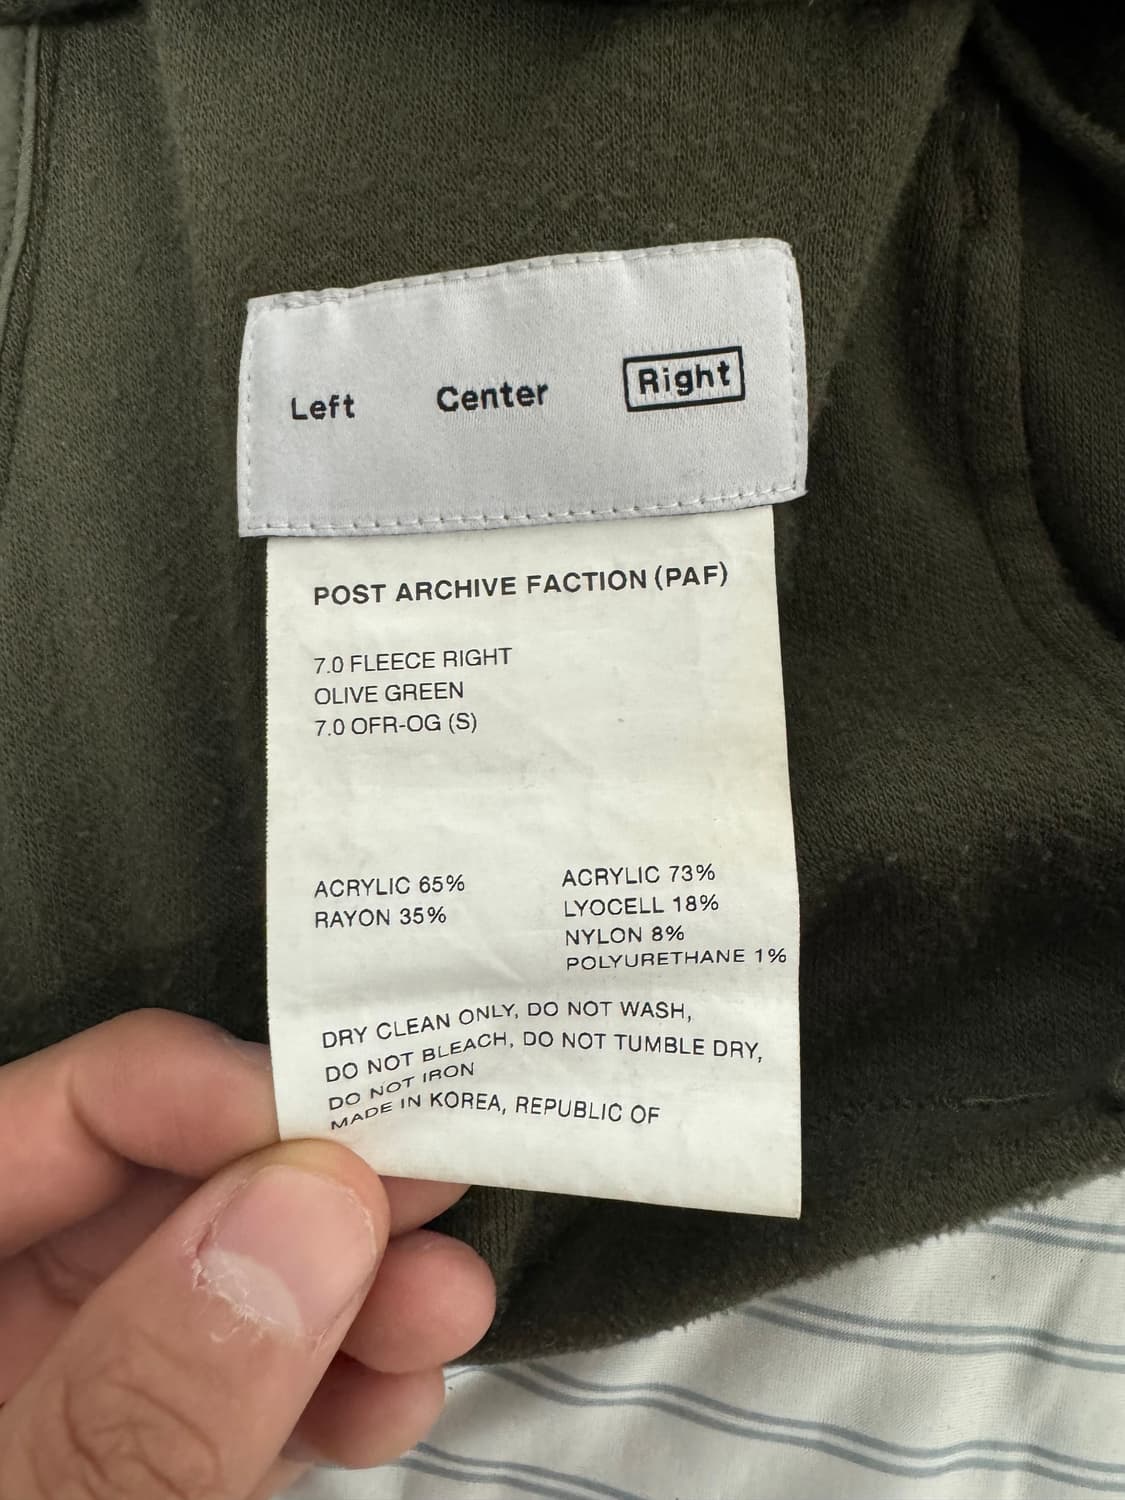 Left Center Right
POST ARCHIVE FACTION (PAF)
7.0 FLEECE RIGHT
OLIVE GREEN
7.0 OFR-OG (S)
ACRYLIC 65%
RAYON 35%
ACRYLIC 73%
LYOCELL 18%
NYLON 8%
POLYURETHANE 1%
DRY CLEAN ONLY, DO NOT WASH,
DO NOT BLEACH, DO NOT TUMBLE DRY,
DO NOT IRON
MADE IN KOREA, REPUBLIC OF